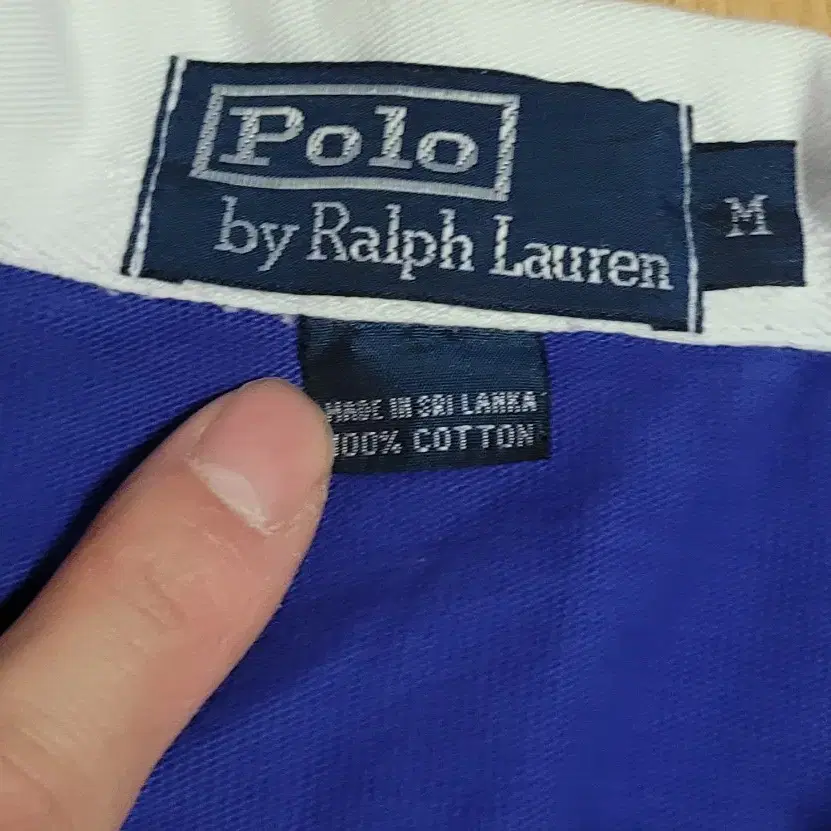 Polo
by Ralph Lauren
M
MADE IN SRI LANKA
100% COTTON